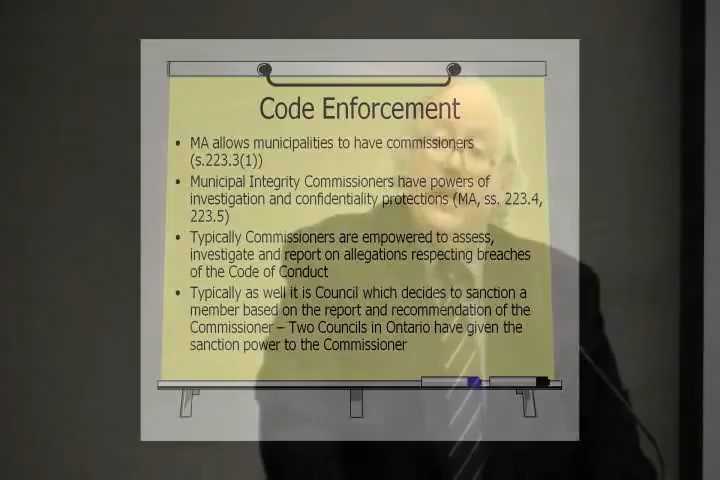 Code Enforcement
• MA allows municipalities to have commissioners
(s.223.3(1))
• Municipal Integrity Commissioners have powers of
investigation and confidentiality protections (MA, ss. 223.4,
223.5)
• Typically Commissioners are empowered to assess,
investigate and report on allegations respecting breaches
of the Code of Conduct
• Typically as well it is Council which decides to sanction a
member based on the report and recommendation of the
Commissioner – Two Councils in Ontario have given the
sanction power to the Commissioner